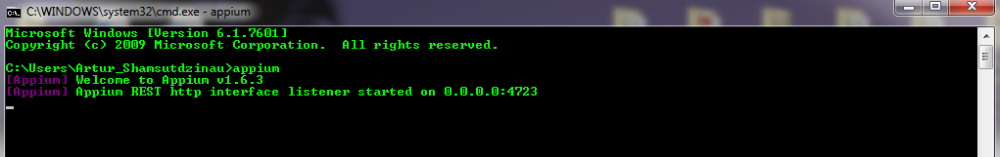 C:\WINDOWS\system32\cmd.exe - appium
Microsoft Windows [Version 6.1.7601]
Copyright (c) 2009 Microsoft Corporation.  All rights reserved.
C:\Users\Artur_Shamsutdzinau>appium
[Appium] Welcome to Appium v1.6.3
[Appium] Appium REST http interface listener started on 0.0.0.0:4723